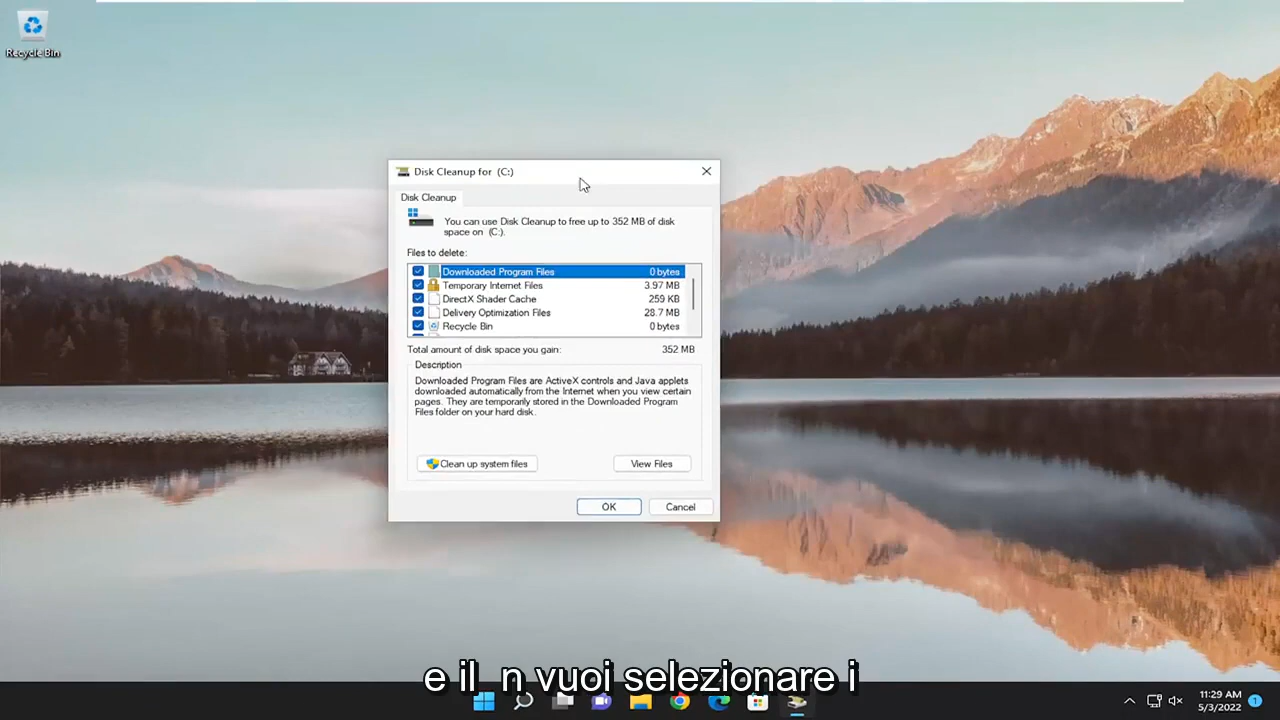 Recycle Bin
Disk Cleanup for (C:)
Disk Cleanup
You can use Disk Cleanup to free up to 352 MB of disk
space on (C:).
Files to delete:
Downloaded Program Files 0 bytes
Temporary Internet Files 3.97 MB
DirectX Shader Cache 259 KB
Delivery Optimization Files 28.7 MB
Recycle Bin 0 bytes
Total amount of disk space you gain: 352 MB
Description
Downloaded Program Files are ActiveX controls and Java applets
downloaded automatically from the Internet when you view certain
pages. They are temporarily stored in the Downloaded Program
Files folder on your hard disk.
Clean up system files View Files
OK Cancel
e il n vuoi selezionare i
11:29 AM
5/3/2022
1